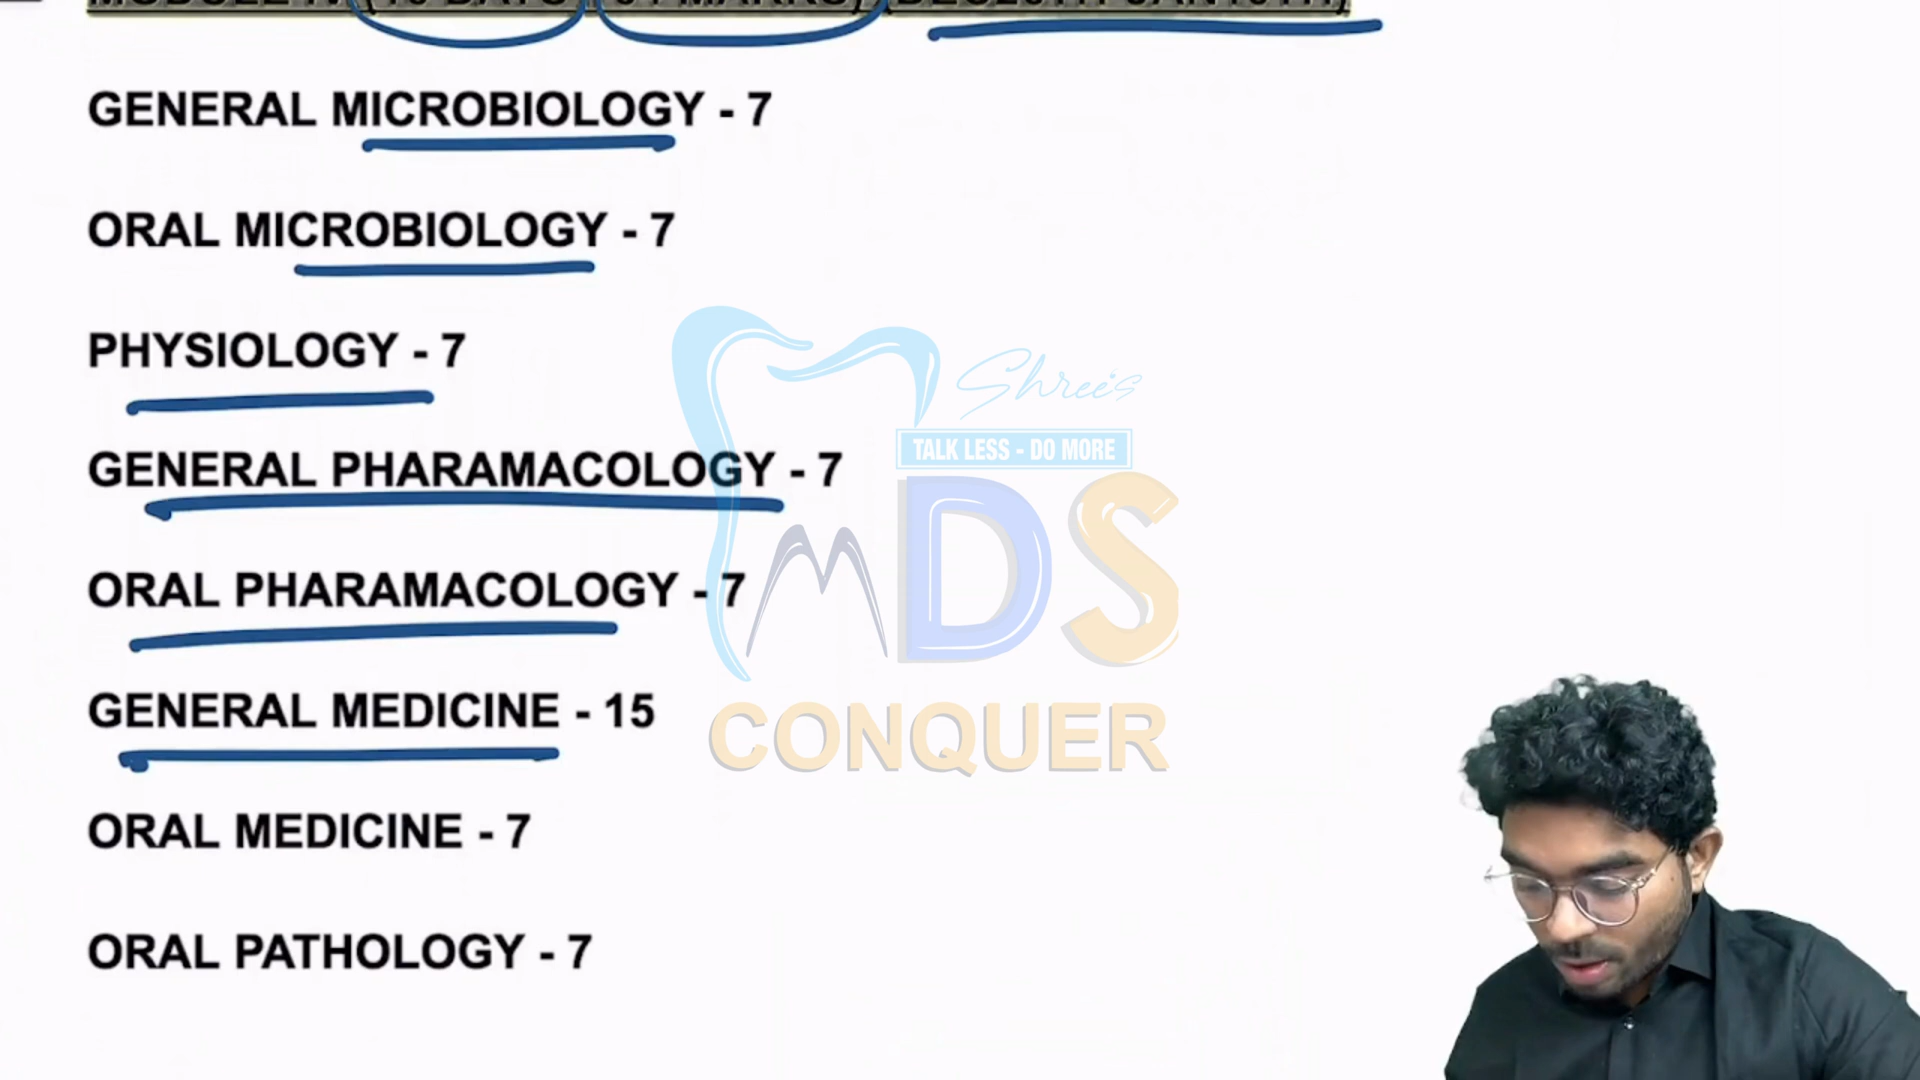 GENERAL MICROBIOLOGY - 7
ORAL MICROBIOLOGY - 7
PHYSIOLOGY - 7
Shree's
GENERAL PHARAMACOLOGY - 7
TALK LESS - DO MORE
ORAL PHARAMACOLOGY - 7
MDS
GENERAL MEDICINE - 15
CONQUER
ORAL MEDICINE - 7
ORAL PATHOLOGY - 7